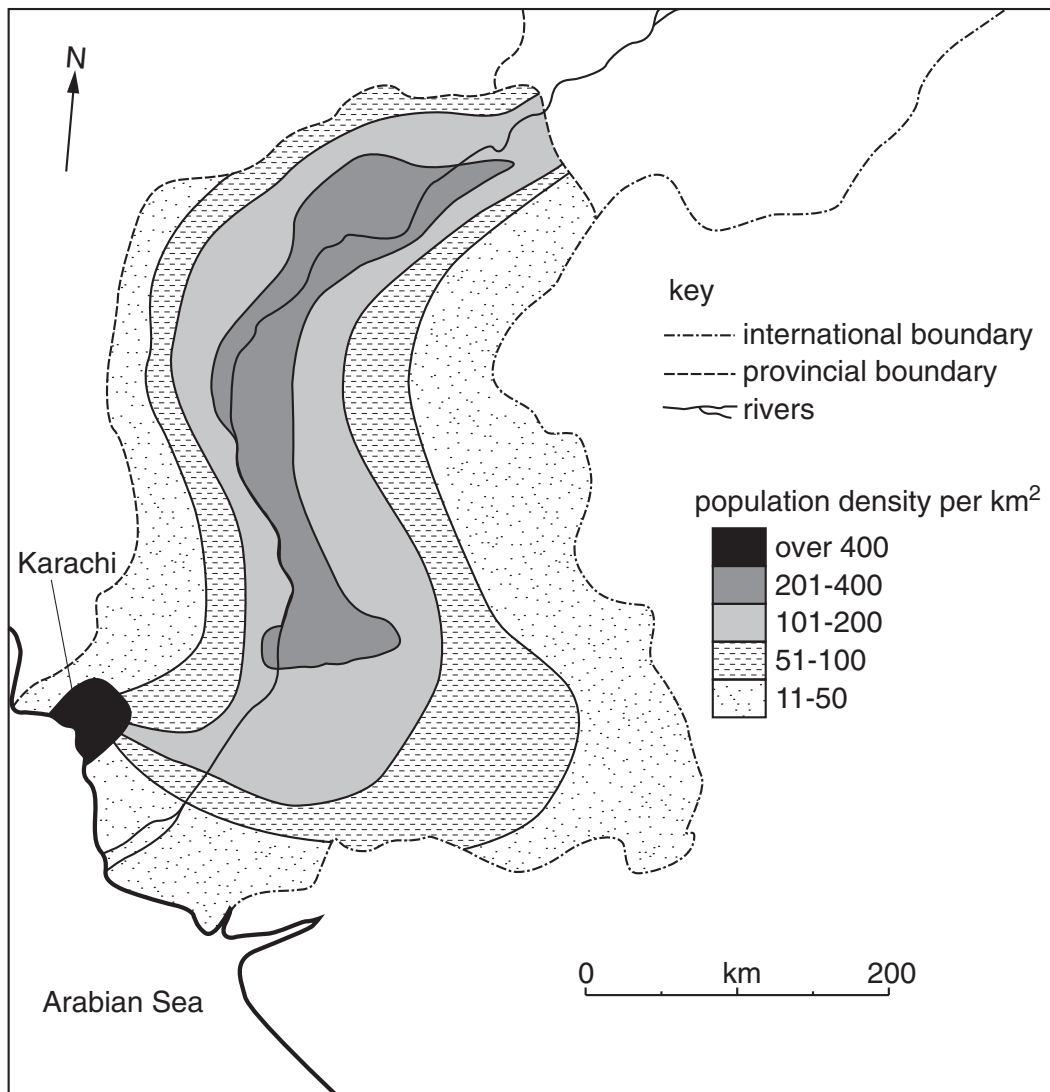 N
key
international boundary
provincial boundary
rivers
population density per km²
over 400
201-400
101-200
51-100
11-50
Karachi
0 km 200
Arabian Sea